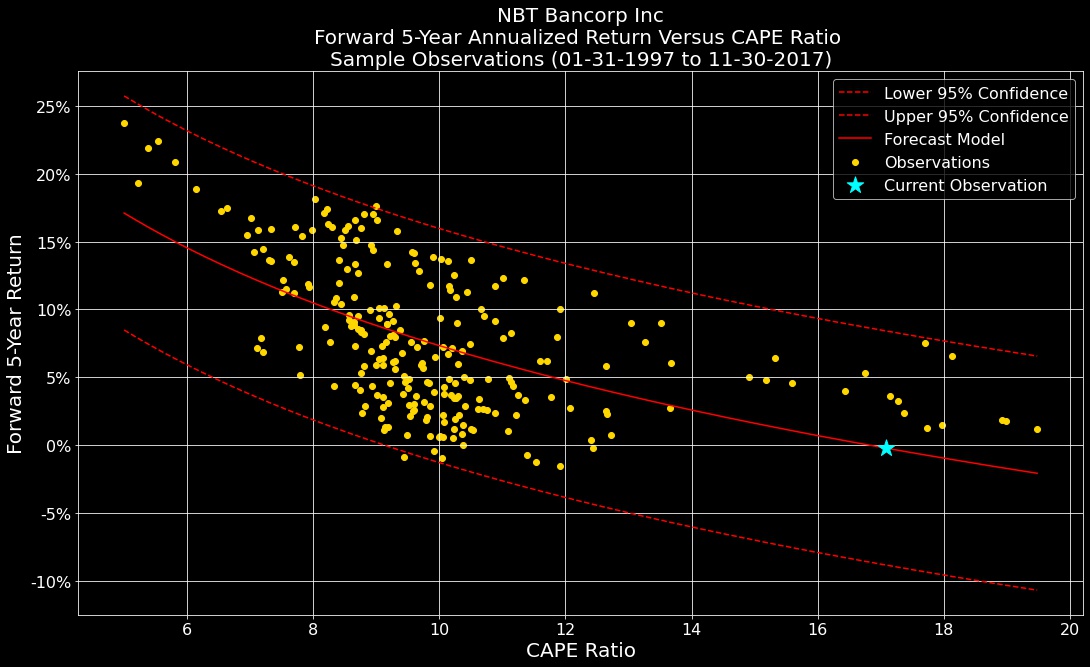 NBT Bancorp Inc
Forward 5-Year Annualized Return Versus CAPE Ratio
Sample Observations (01-31-1997 to 11-30-2017)
Lower 95% Confidence
Upper 95% Confidence
Forecast Model
Observations
Current Observation
Forward 5-Year Return
25%
20%
15%
10%
5%
0%
-5%
-10%
6 8 10 12 14 16 18 20
CAPE Ratio